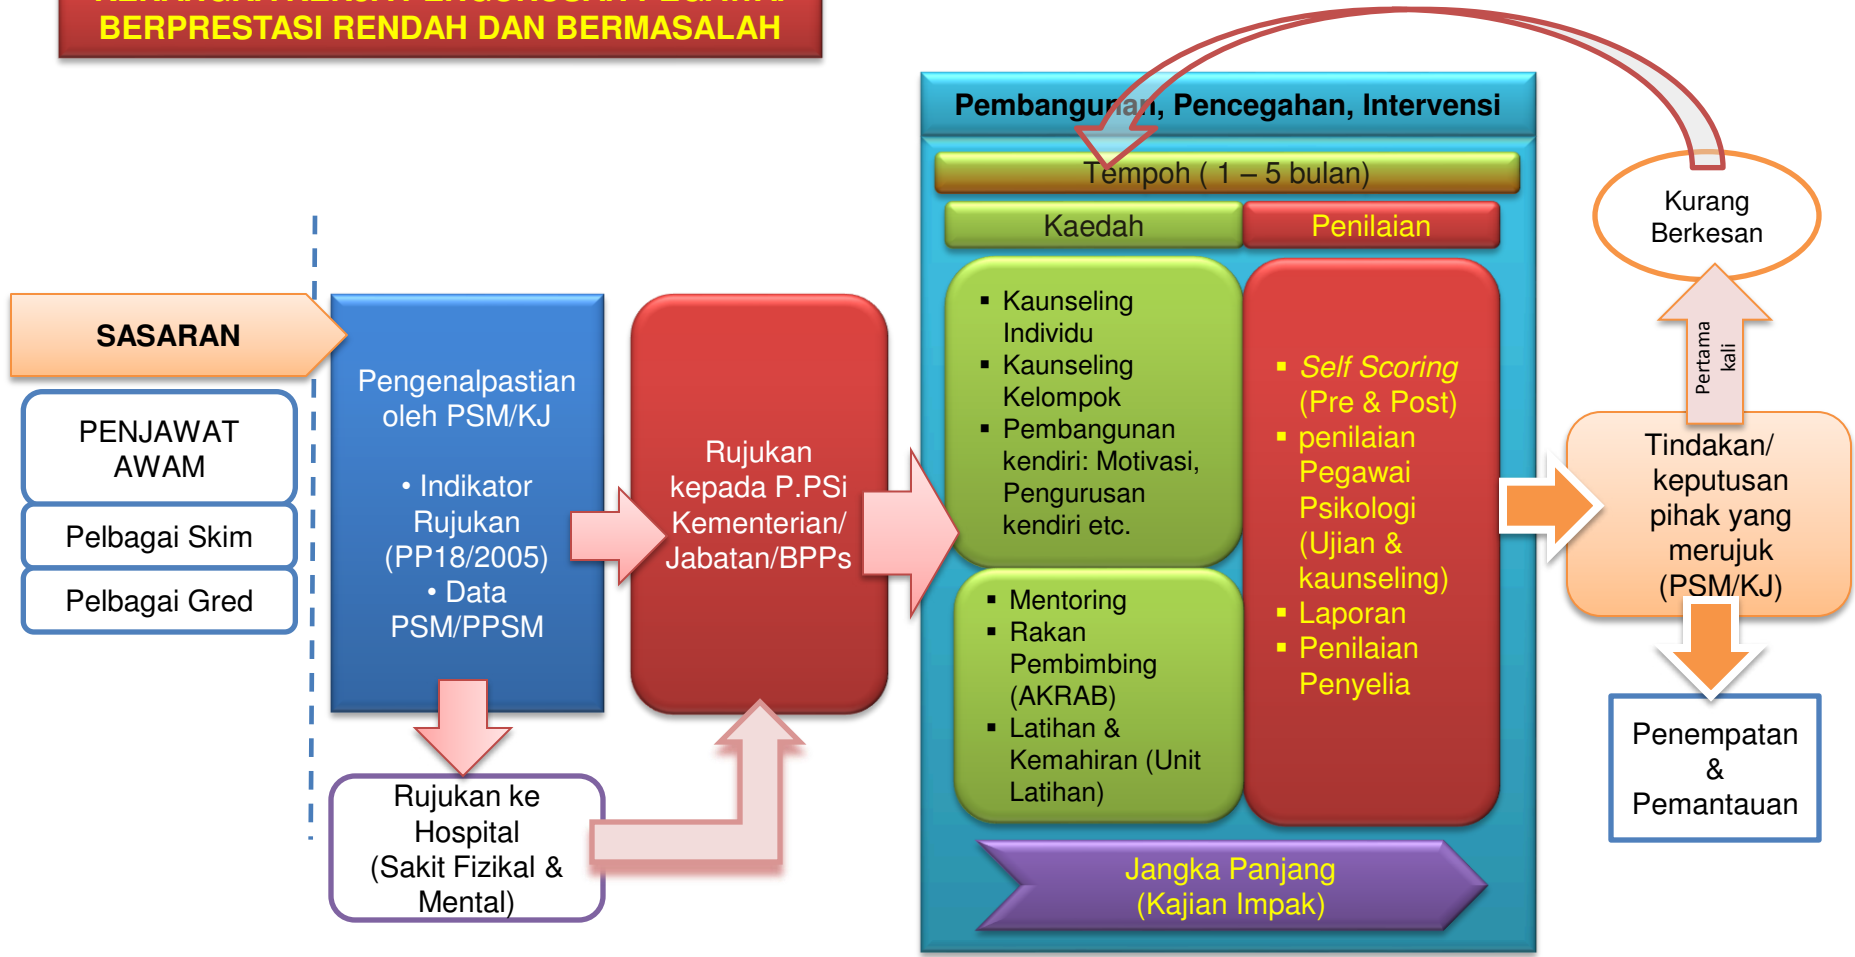 BERPRESTASI RENDAH DAN BERMASALAH
SASARAN
PENJAWAT
AWAM
Pelbagai Skim
Pelbagai Gred
Pengenalpastian
oleh PSM/KJ
• Indikator
Rujukan
(PP18/2005)
• Data
PSM/PPSM
Rujukan ke
Hospital
(Sakit Fizikal &
Mental)
Rujukan
kepada P.PSi
Kementerian/
Jabatan/BPPs
Pembangunan, Pencegahan, Intervensi
Tempoh ( 1 – 5 bulan)
Kaedah
▪ Kaunseling
Individu
▪ Kaunseling
Kelompok
▪ Pembangunan
kendiri: Motivasi,
Pengurusan
kendiri etc.
▪ Mentoring
▪ Rakan
Pembimbing
(AKRAB)
▪ Latihan &
Kemahiran (Unit
Latihan)
Penilaian
▪ Self Scoring
(Pre & Post)
▪ penilaian
Pegawai
Psikologi
(Ujian &
kaunseling)
▪ Laporan
▪ Penilaian
Penyelia
Jangka Panjang
(Kajian Impak)
Kurang
Berkesan
Pertama
kali
Tindakan/
keputusan
pihak yang
merujuk
(PSM/KJ)
Penempatan
&
Pemantauan